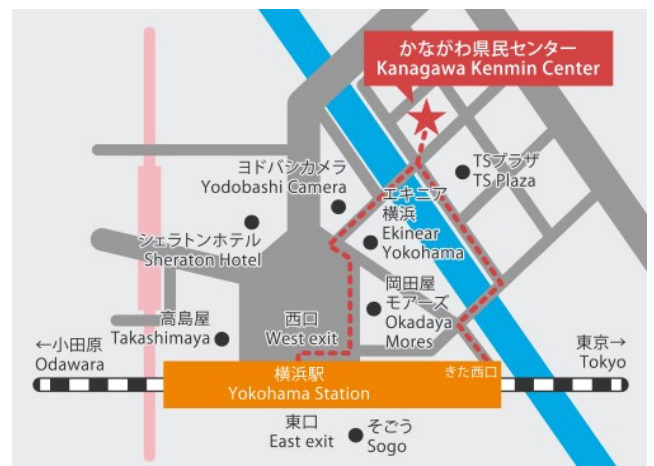 かながわ県民センター
Kanagawa Kenmin Center
ヨドバシカメラ
Yodobashi Camera
TSプラザ
TS Plaza
エキニア
横浜
Ekinear
Yokohama
シェラトンホテル
Sheraton Hotel
岡田屋
モアーズ
Okadaya
Mores
高島屋
Takashimaya
西口
West exit
←小田原
Odawara
東京→
Tokyo
横浜駅
Yokohama Station
きた西口
東口
East exit
そごう
Sogo